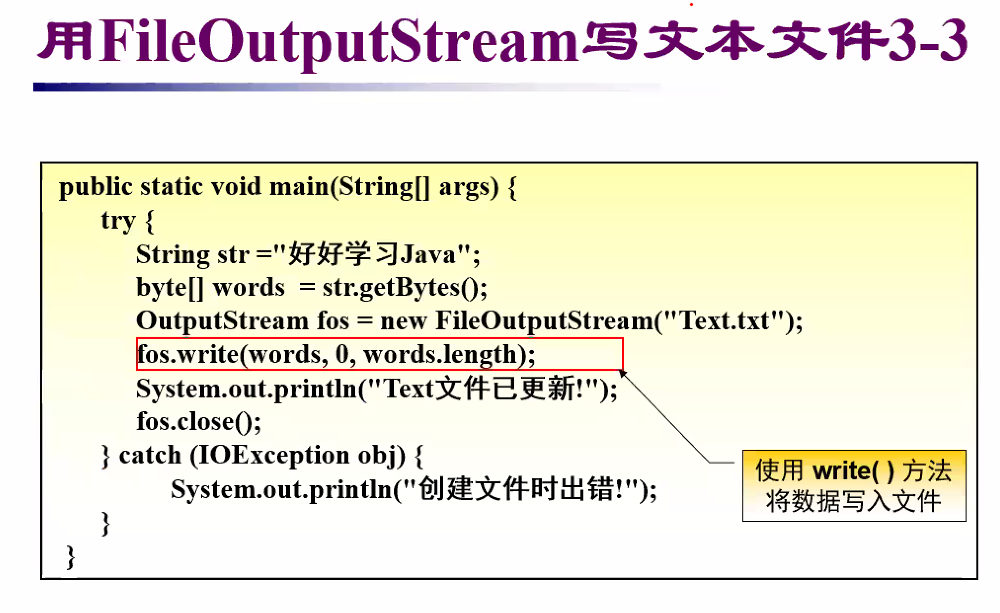 用FileOutputStream写文本文件3-3
public static void main(String[] args) {
try {
String str ="好好学习Java";
byte[] words  = str.getBytes();
OutputStream fos = new FileOutputStream("Text.txt");
fos.write(words, 0, words.length);
System.out.println("Text文件已更新!");
fos.close();
} catch (IOException obj) {
System.out.println("创建文件时出错!");
}
}
使用 write( ) 方法
将数据写入文件